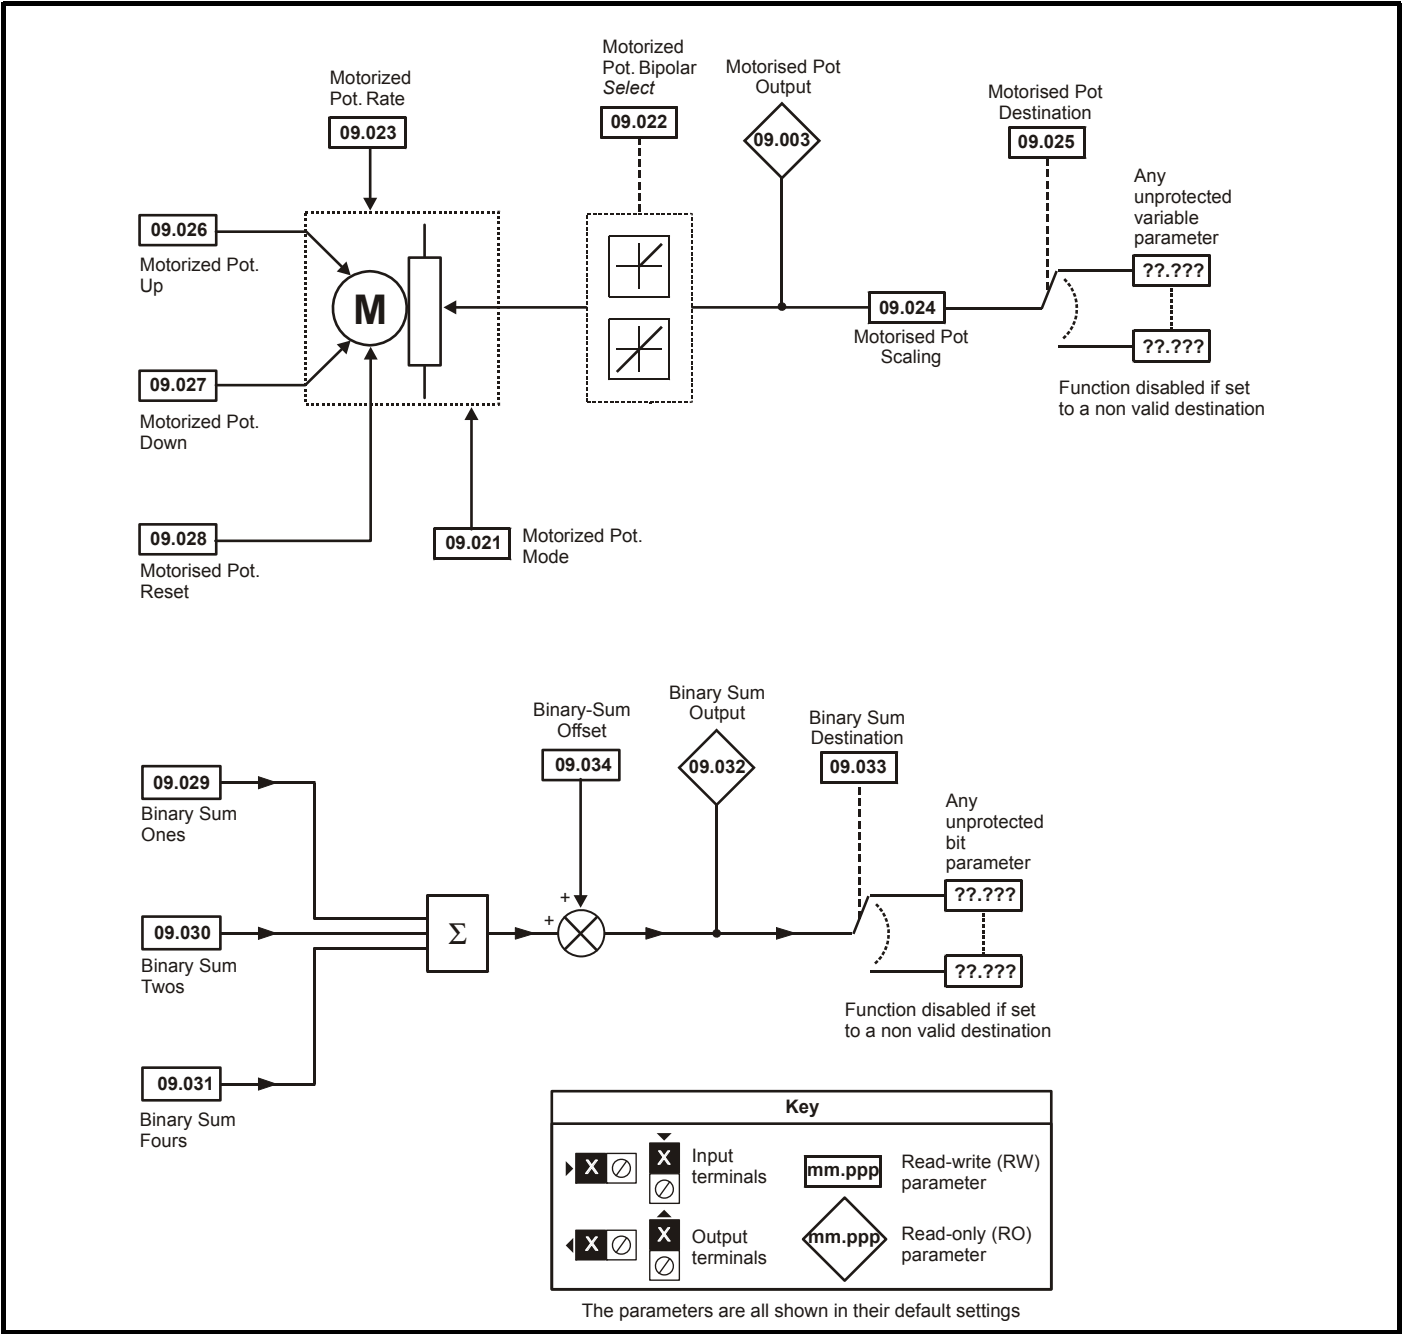 Motorized
Pot. Rate
09.023
Motorized
Pot. Bipolar
Select
09.022
Motorised Pot
Output
09.003
Motorised Pot
Destination
09.025
Any
unprotected
variable
parameter
??.???
??.???
Function disabled if set
to a non valid destination
09.026
Motorized Pot.
Up
M
09.024
Motorised Pot
Scaling
09.027
Motorized Pot.
Down
09.028
Motorised Pot.
Reset
09.021
Motorized Pot.
Mode
Binary-Sum
Offset
09.034
Binary Sum
Output
09.032
Binary Sum
Destination
09.033
Any
unprotected
bit
parameter
??.???
??.???
Function disabled if set
to a non valid destination
09.029
Binary Sum
Ones
09.030
Binary Sum
Twos
09.031
Binary Sum
Fours
Σ
+
+
Key
X
X
Input
terminals
mm.ppp
Read-write (RW)
parameter
X
X
Output
terminals
mm.ppp
Read-only (RO)
parameter
The parameters are all shown in their default settings